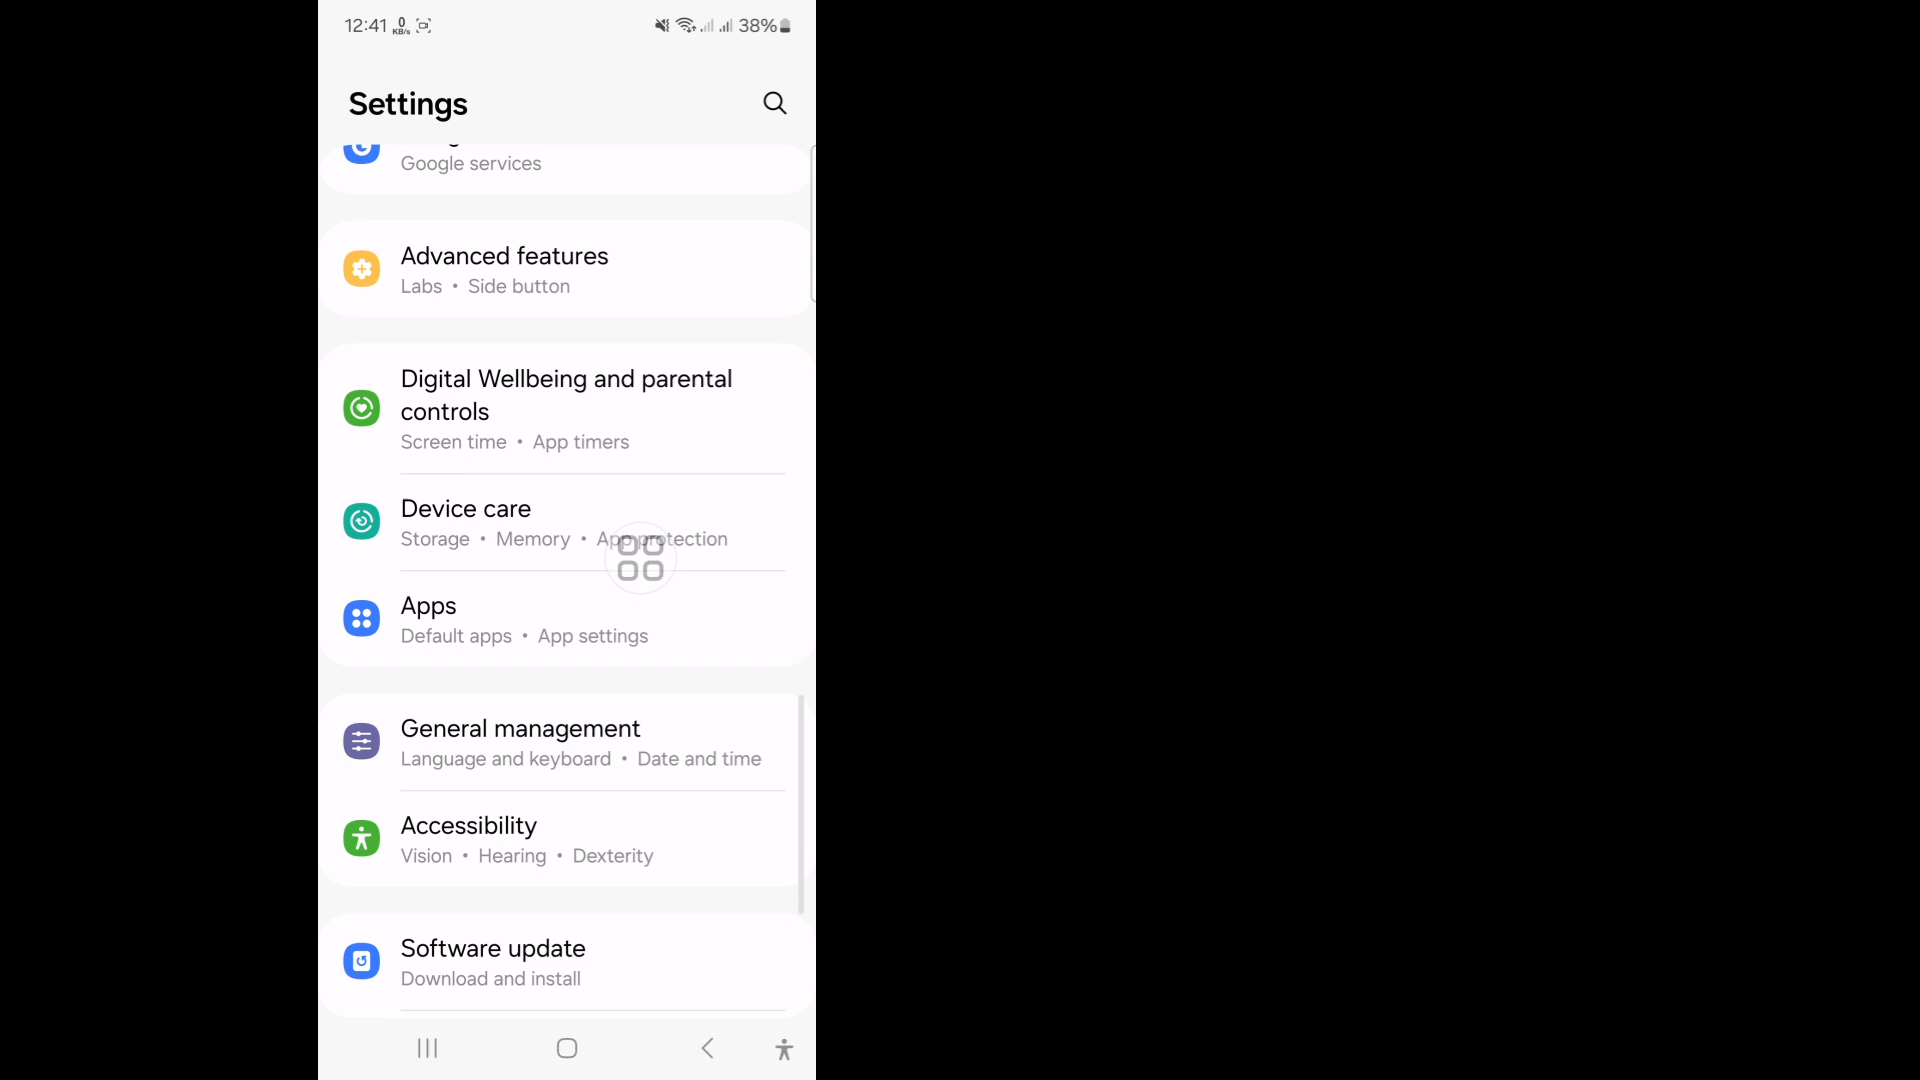 12:41 0 KB/s 38%
Settings
Google services
Advanced features
Labs • Side button
Digital Wellbeing and parental
controls
Screen time • App timers
Device care
Storage • Memory • App protection
Apps
Default apps • App settings
General management
Language and keyboard • Date and time
Accessibility
Vision • Hearing • Dexterity
Software update
Download and install